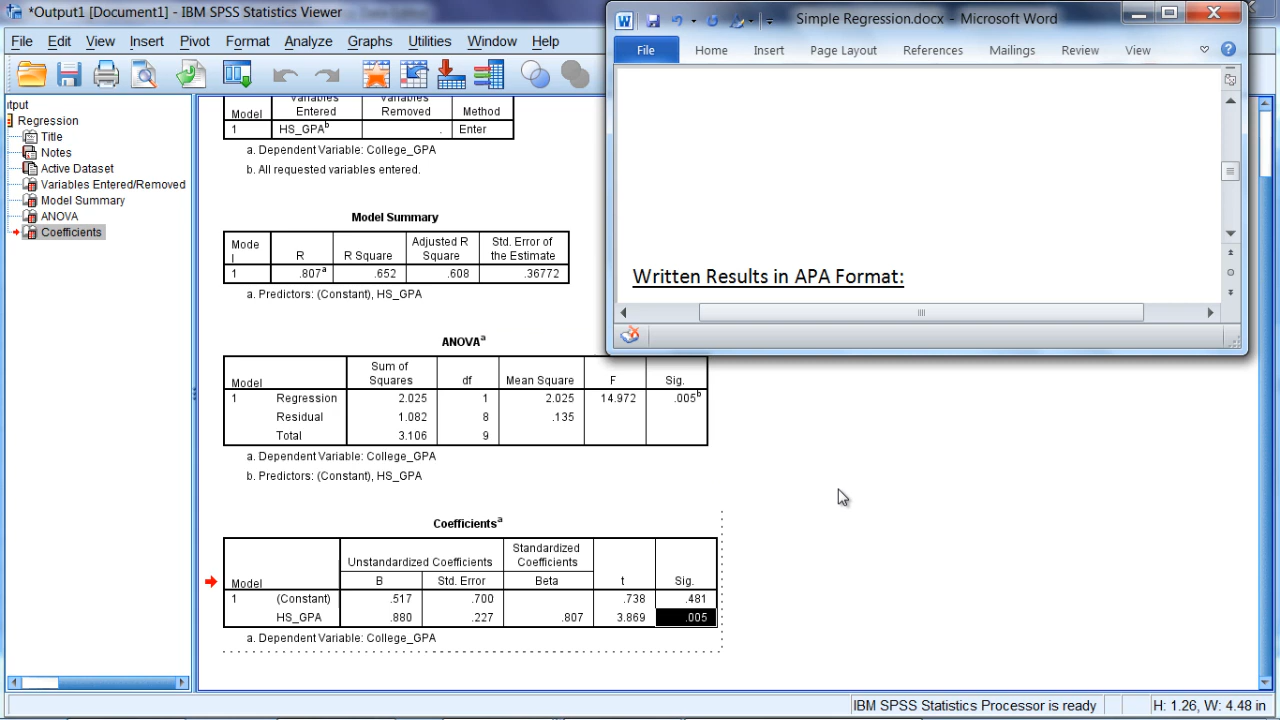 *Output1 [Document1] - IBM SPSS Statistics Viewer
File Edit View Insert Pivot Format Analyze Graphs Utilities Window Help
Simple Regression.docx - Microsoft Word
File Home Insert Page Layout References Mailings Review View
Written Results in APA Format:
Regression
Title
Notes
Active Dataset
Variables Entered/Removed
Model Summary
ANOVA
Coefficients
Model Variables Entered Variables Removed Method
1 HS_GPAb . Enter
a. Dependent Variable: College_GPA
b. All requested variables entered.
Model Summary
Mode
l R R Square Adjusted R Square Std. Error of the Estimate
1 .807a .652 .608 .36772
a. Predictors: (Constant), HS_GPA
ANOVAa
Model Sum of Squares df Mean Square F Sig.
1 Regression 2.025 1 2.025 14.972 .005b
Residual 1.082 8 .135
Total 3.106 9
a. Dependent Variable: College_GPA
b. Predictors: (Constant), HS_GPA
Coefficientsa
Unstandardized Coefficients Standardized Coefficients
Model B Std. Error Beta t Sig.
1 (Constant) .517 .700 .738 .481
HS_GPA .880 .227 .807 3.869 .005
a. Dependent Variable: College_GPA
IBM SPSS Statistics Processor is ready H: 1.26, W: 4.48 in